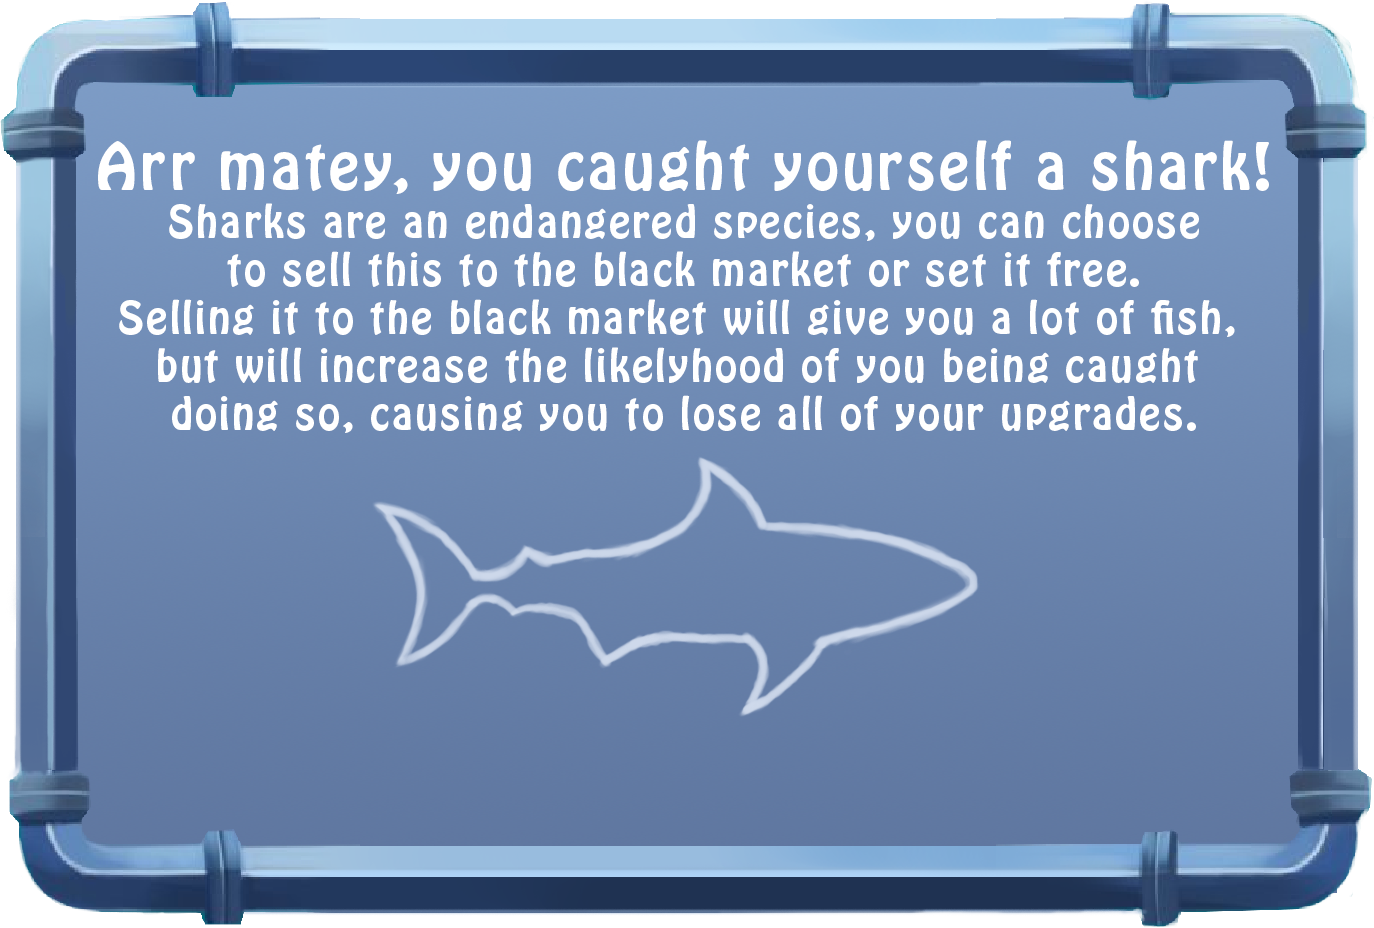 Arr matey, you caught yourself a shark!
Sharks are an endangered species, you can choose
to sell this to the black market or set it free.
Selling it to the black market will give you a lot of fish,
but will increase the likelyhood of you being caught
doing so, causing you to lose all of your upgrades.